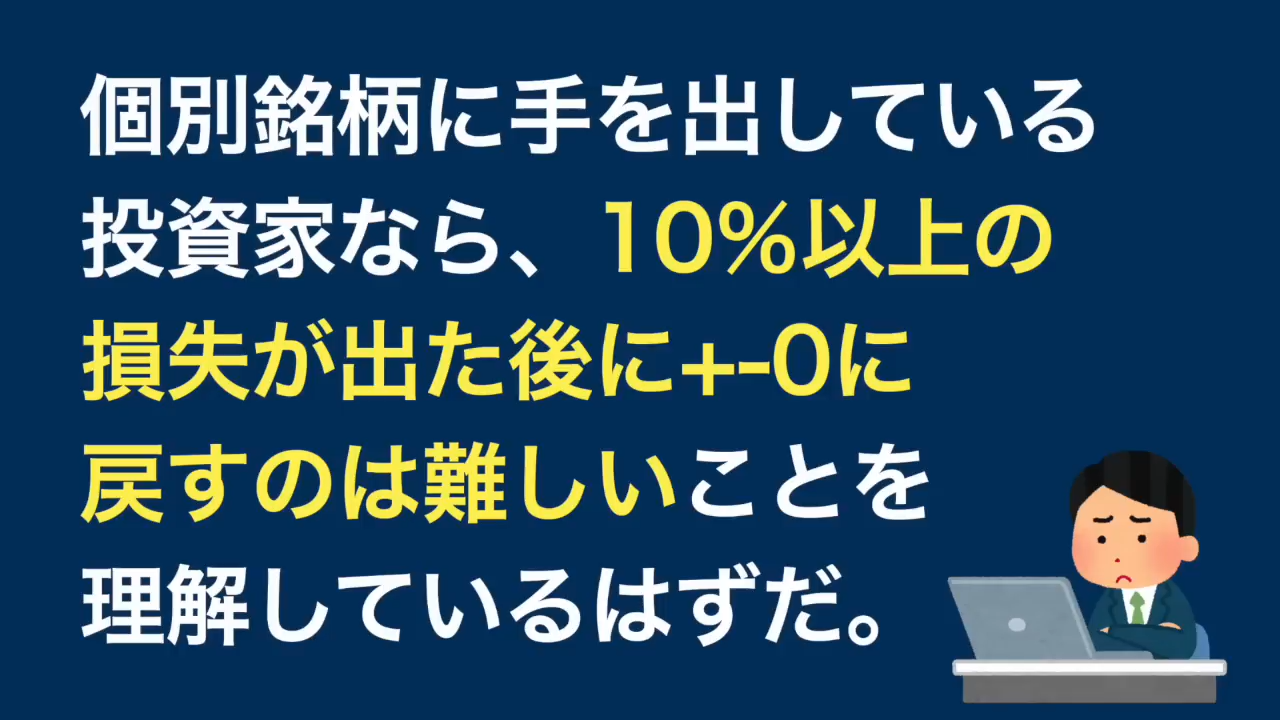 個別銘柄に手を出している
投資家なら、10%以上の
損失が出た後に+-0に
戻すのは難しいことを
理解しているはずだ。